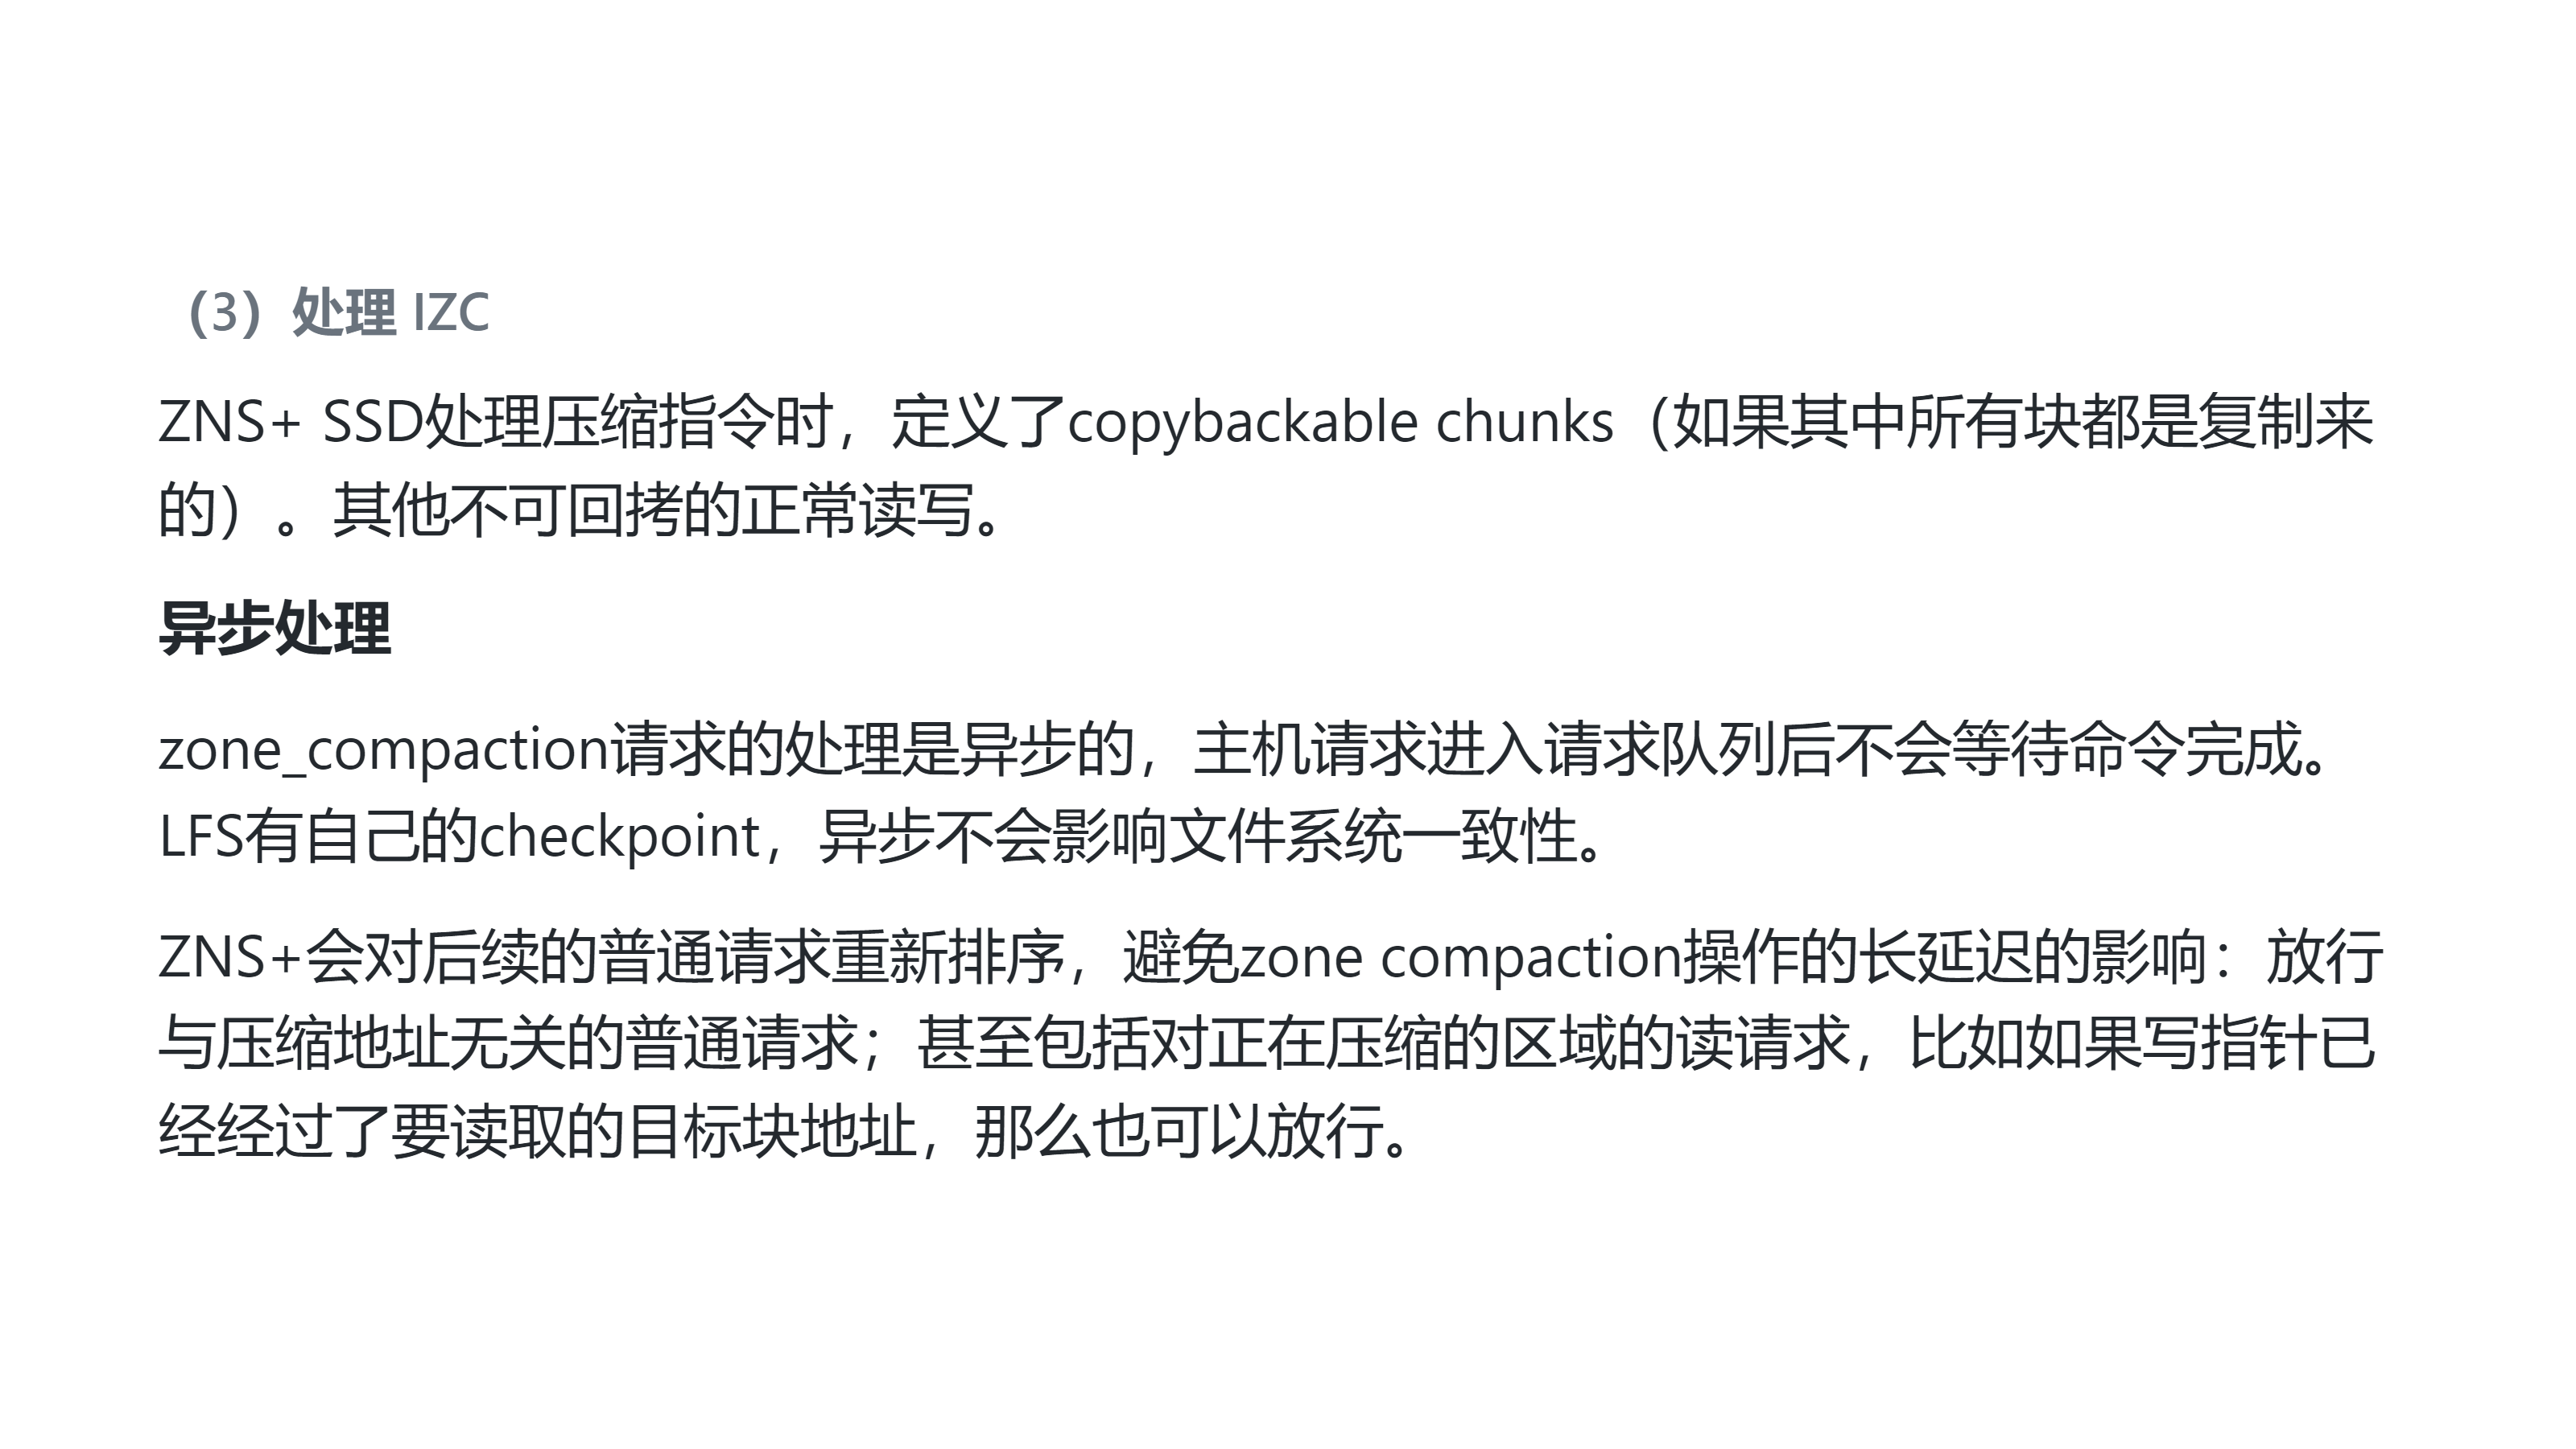 （3）处理 IZC
ZNS+ SSD处理压缩指令时，定义了copybackable chunks（如果其中所有块都是复制来
的）。其他不可回拷的正常读写。
异步处理
zone_compaction请求的处理是异步的，主机请求进入请求队列后不会等待命令完成。
LFS有自己的checkpoint，异步不会影响文件系统一致性。
ZNS+会对后续的普通请求重新排序，避免zone compaction操作的长延迟的影响：放行
与压缩地址无关的普通请求；甚至包括对正在压缩的区域的读请求，比如如果写指针已
经经过了要读取的目标块地址，那么也可以放行。